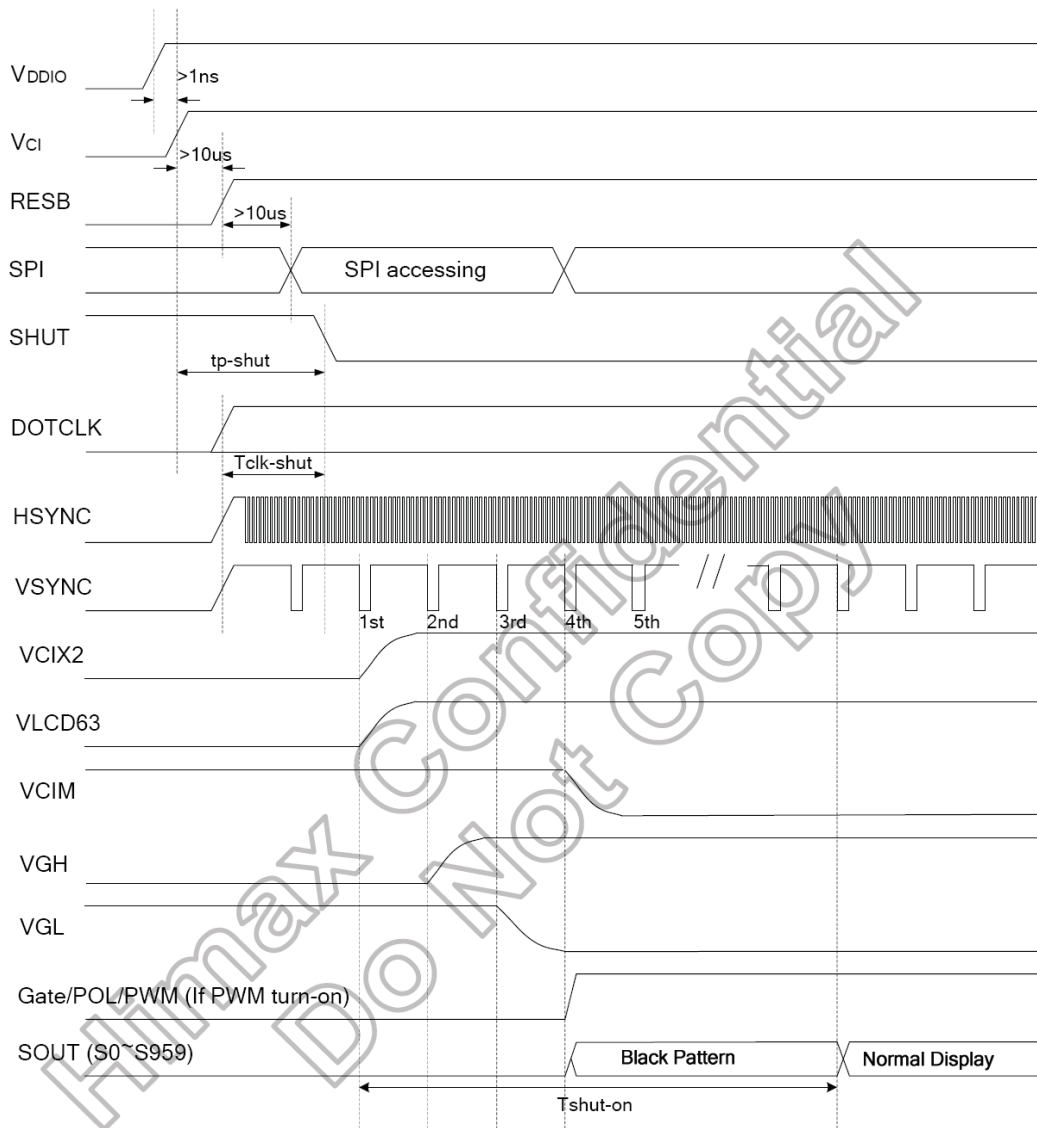 VDDIO
>1ns
VCI
>10us
RESB
>10us
SPI
SPI accessing
SHUT
tp-shut
DOTCLK
Tclk-shut
HSYNC
VSYNC
//
1st 2nd 3rd 4th 5th
VCIX2
VLCD63
VCIM
VGH
VGL
Gate/POL/PWM (If PWM turn-on)
SOUT (S0~S959)
Black Pattern
Normal Display
Tshut-on
Himax Confidential
Do Not Copy